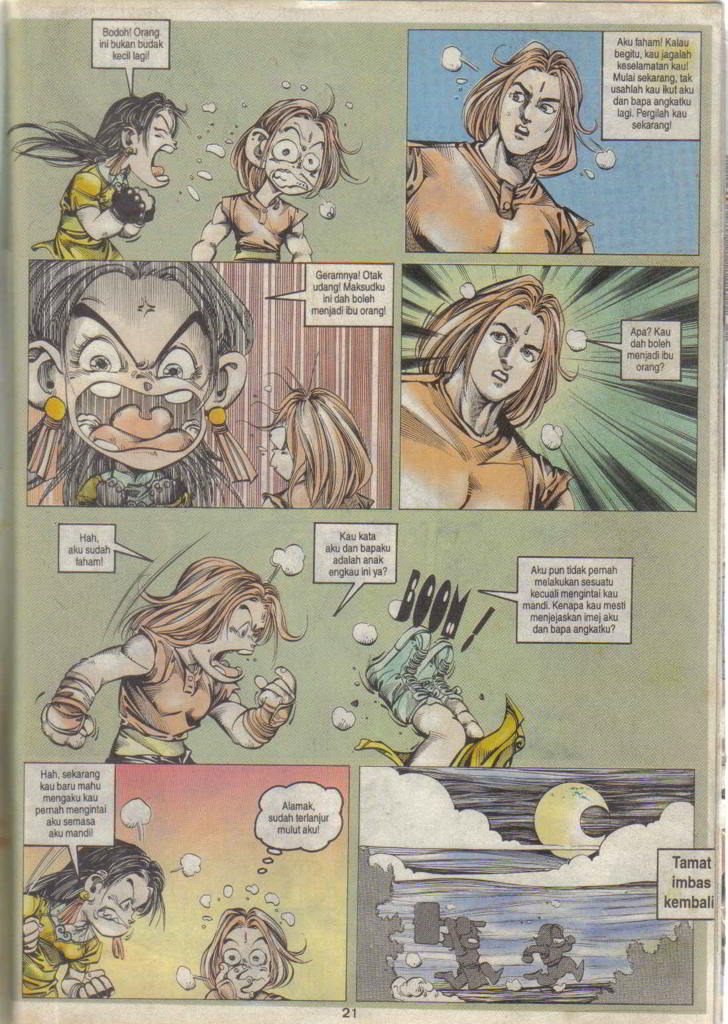 Bodoh! Orang
ini bukan budak
kecil lagi!
Aku faham! Kalau
begitu, kau jagalah
keselamatan kau!
Mulai sekarang, tak
usahlah kau ikut aku
dan bapa angkatku
lagi. Pergilah kau
sekarang!
Geramnya! Otak
udang! Maksudku
ini dah boleh
menjadi ibu orang!
Apa? Kau
dah boleh
menjadi ibu
orang?
Hah,
aku sudah
faham!
Kau kata
aku dan bapaku
adalah anak
engkau ini ya?
BOOM!
Aku pun tidak pernah
melakukan sesuatu
kecuali mengintai kau
mandi. Kenapa kau mesti
menjejaskan imej aku
dan bapa angkatku?
Hah, sekarang
kau baru mahu
mengaku kau
pernah mengintai
aku semasa
aku mandi!
Alamak,
sudah terlanjur
mulut aku!
Tamat
imbas
kembali
21